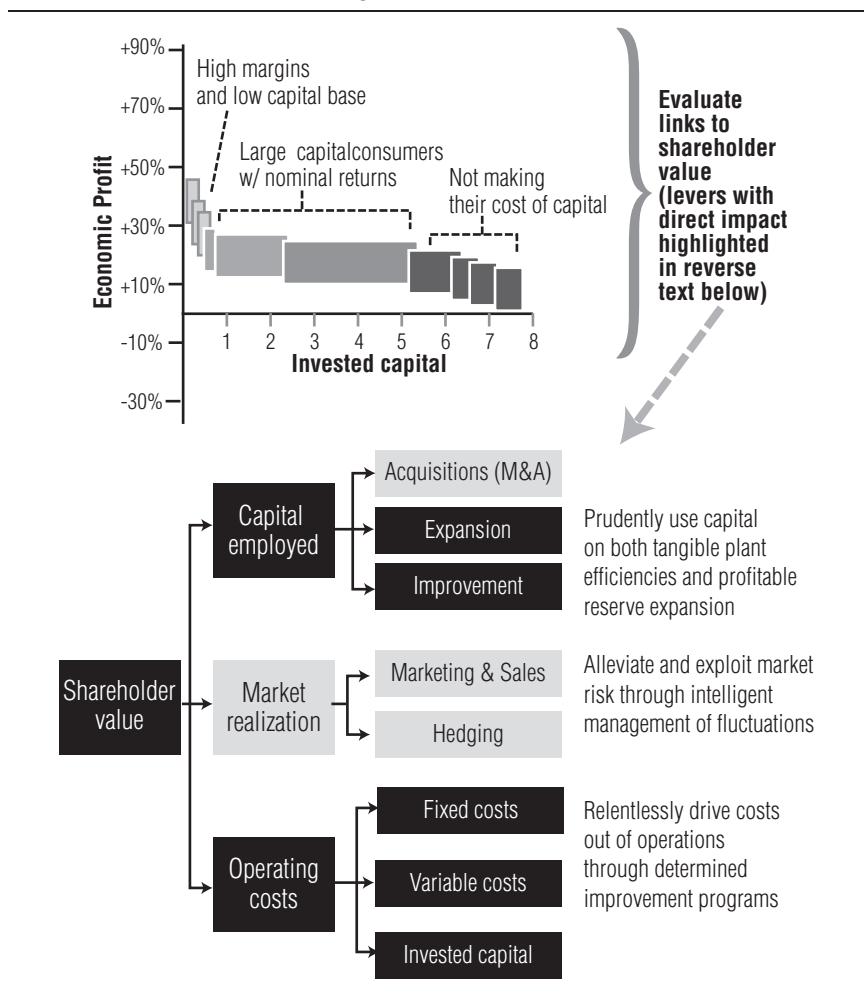 +90%
+70%
+50%
+30%
+10%
-10%
-30%
Economic Profit
High margins
and low capital base
Large capitalconsumers
w/ nominal returns
Not making
their cost of capital
1 2 3 4 5 6 7 8
Invested capital
Evaluate
links to
shareholder
value
(levers with
direct impact
highlighted
in reverse
text below)
Shareholder
value
Capital
employed
Acquisitions (M&A)
Expansion
Improvement
Prudently use capital
on both tangible plant
efficiencies and profitable
reserve expansion
Market
realization
Marketing & Sales
Hedging
Alleviate and exploit market
risk through intelligent
management of fluctuations
Operating
costs
Fixed costs
Variable costs
Invested capital
Relentlessly drive costs
out of operations
through determined
improvement programs